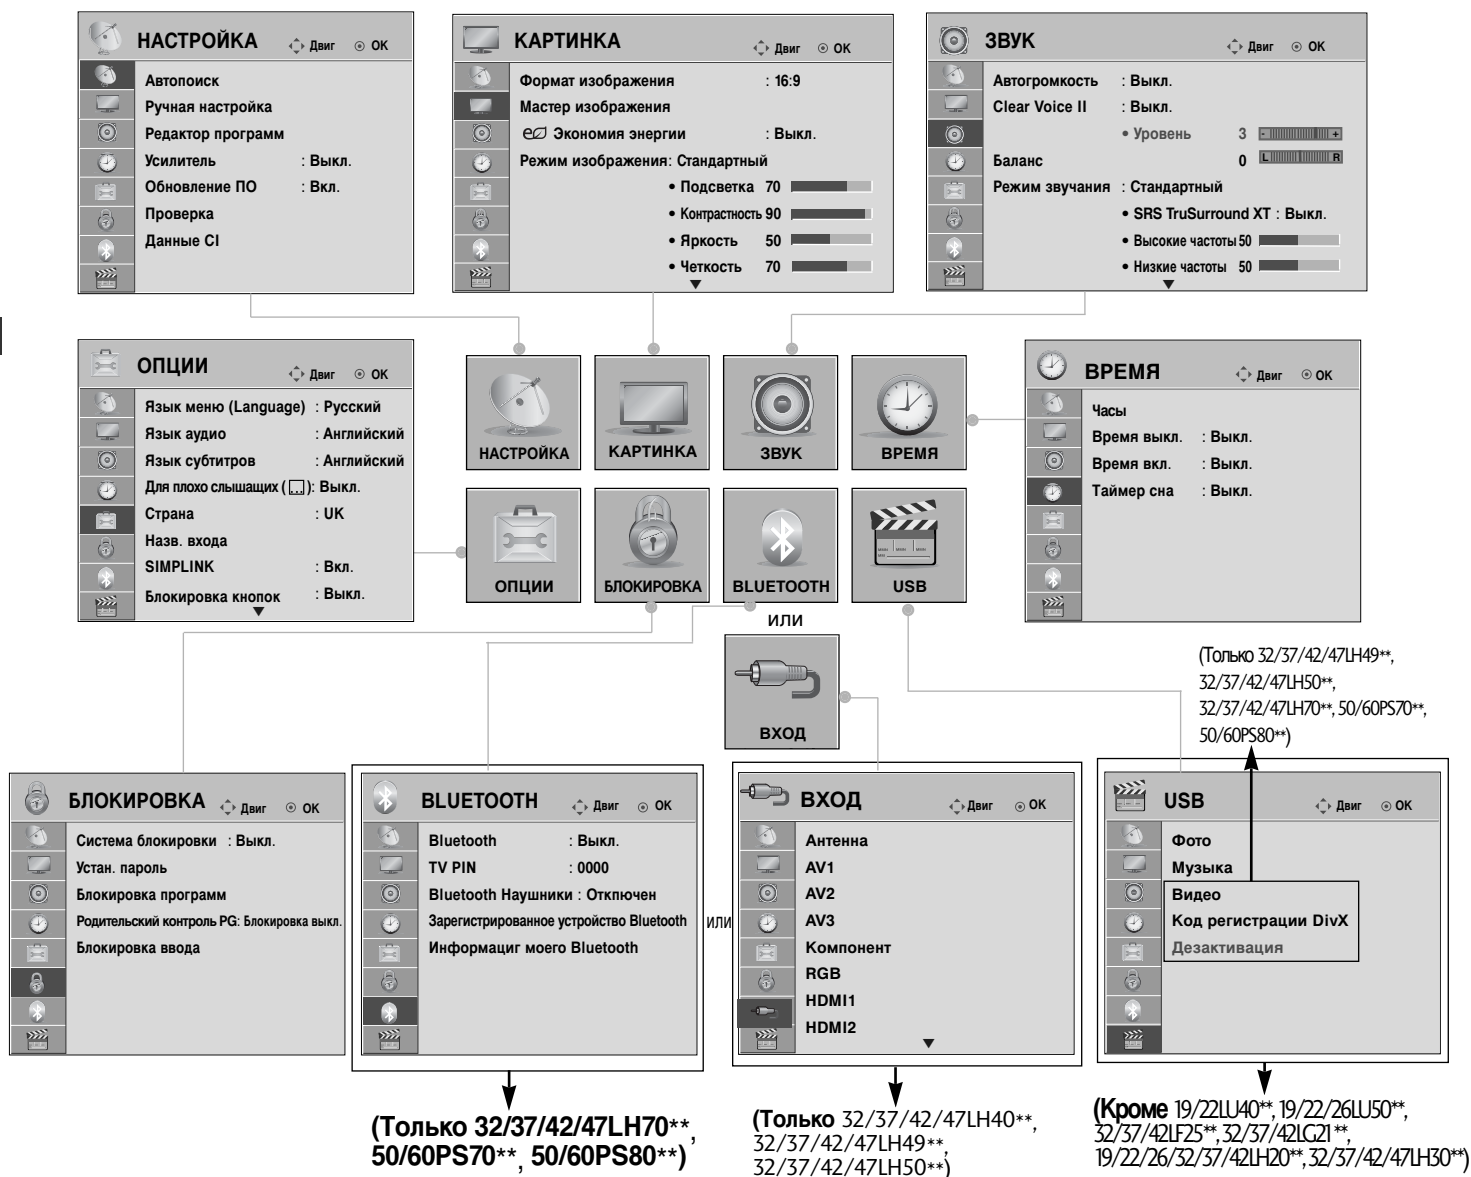 НАСТРОЙКА Двиг OK
Автопоиск
Ручная настройка
Редактор программ
Усилитель : Выкл.
Обновление ПО : Вкл.
Проверка
Данные CI
КАРТИНКА Двиг OK
Формат изображения : 16:9
Мастер изображения
Экономия энергии : Выкл.
Режим изображения: Стандартный
• Подсветка 70
• Контрастность 90
• Яркость 50
• Четкость 70
ЗВУК Двиг OK
Автогромкость : Выкл.
Clear Voice II : Выкл.
• Уровень 3 - +
Баланс 0 L R
Режим звучания : Стандартный
• SRS TruSurround XT : Выкл.
• Высокие частоты 50
• Низкие частоты 50
ОПЦИИ Двиг OK
Язык меню (Language) : Русский
Язык аудио : Английский
Язык субтитров : Английский
Для плохо слышащих ( ): Выкл.
Страна : UK
Назв. входа
SIMPLINK : Вкл.
Блокировка кнопок : Выкл.
НАСТРОЙКА
КАРТИНКА
ЗВУК
ВРЕМЯ
ОПЦИИ
БЛОКИРОВКА
BLUETOOTH
USB
ИЛИ
ВХОД
ВРЕМЯ Двиг OK
Часы
Время выкл. : Выкл.
Время вкл. : Выкл.
Таймер сна : Выкл.
(Только 32/37/42/47LH49**,
32/37/42/47LH50**,
32/37/42/47LH70**, 50/60PS70**,
50/60PS80**)
БЛОКИРОВКА Двиг OK
Система блокировки : Выкл.
Устан. пароль
Блокировка программ
Родительский контроль PG: Блокировка выкл.
Блокировка ввода
BLUETOOTH Двиг OK
Bluetooth : Выкл.
TV PIN : 0000
Bluetooth Наушники : Откпючен
Зарегистрированное устройство Bluetooth
Информациг моего Bluetooth
ИЛИ
ВХОД Двиг OK
Антенна
AV1
AV2
AV3
Компонент
RGB
HDMI1
HDMI2
USB Двиг OK
Фото
Музыка
Видео
Код регистрации DivX
Дезактивация
(Только 32/37/42/47LH70**,
50/60PS70**, 50/60PS80**)
(Только 32/37/42/47LH40**,
32/37/42/47LH49**,
32/37/42/47LH50**)
(Кроме 19/22LU40**, 19/22/26LU50**,
32/37/42LF25**, 32/37/42LG21**,
19/22/26/32/37/42LH20**, 32/37/42/47LH30**)